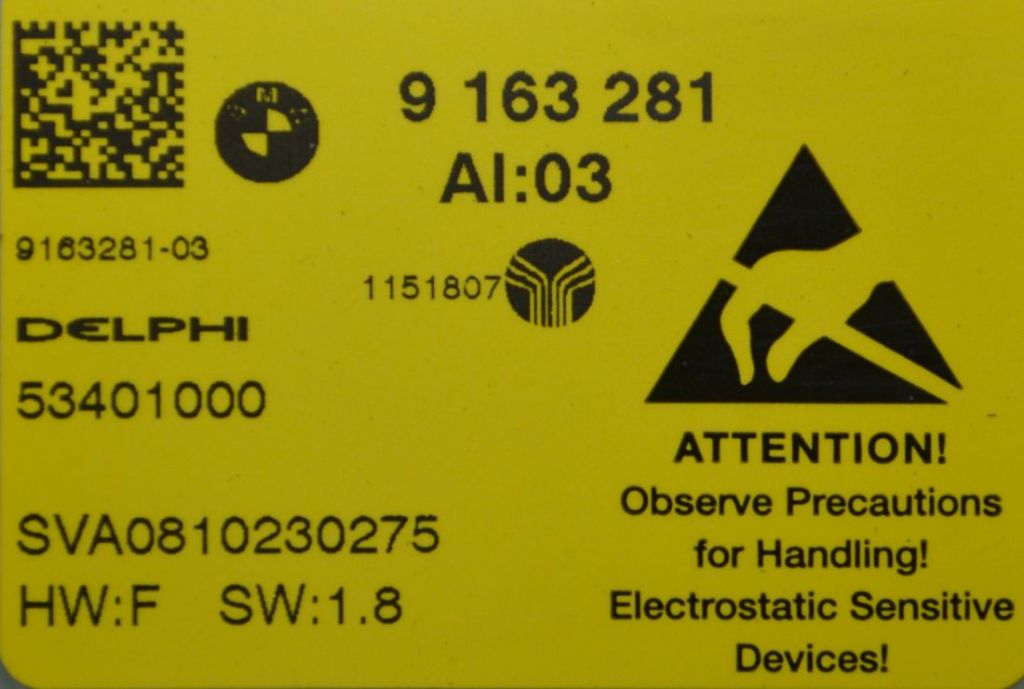 9 163 281
AI:03
9163281-03
1151807
DELPHI
53401000
SVA0810230275
HW:F SW:1.8
ATTENTION!
Observe Precautions
for Handling!
Electrostatic Sensitive
Devices!